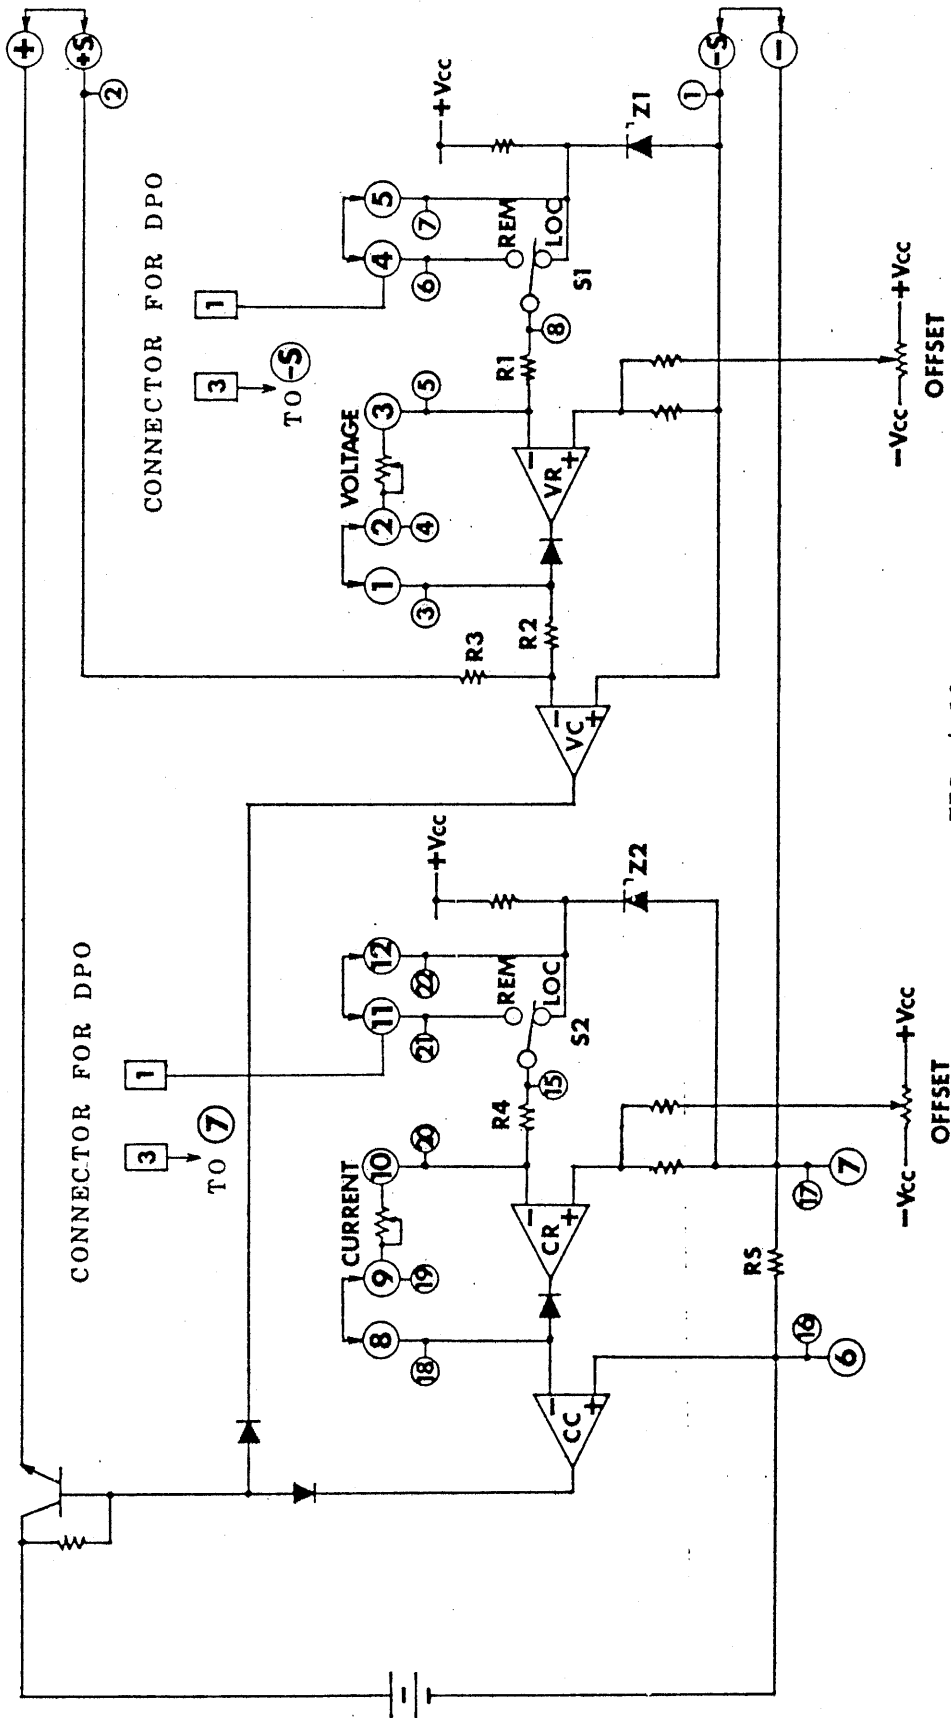 +
+S
2
CONNECTOR FOR DPO
3
1
TO 7
CONNECTOR FOR DPO
3
1
TO -S
CURRENT
8
9
10
11
12
18
19
20
21
22
+Vcc
R4
REM
LOC
15
S2
CC
-
+
CR
-
+
Z2
VOLTAGE
1
2
3
4
5
3
4
5
6
7
+Vcc
R3
R2
R1
REM
LOC
8
S1
VC
-
+
VR
-
+
Z1
1
-S
-
RS
16
17
6
7
-Vcc
+Vcc
OFFSET
-Vcc
+Vcc
OFFSET